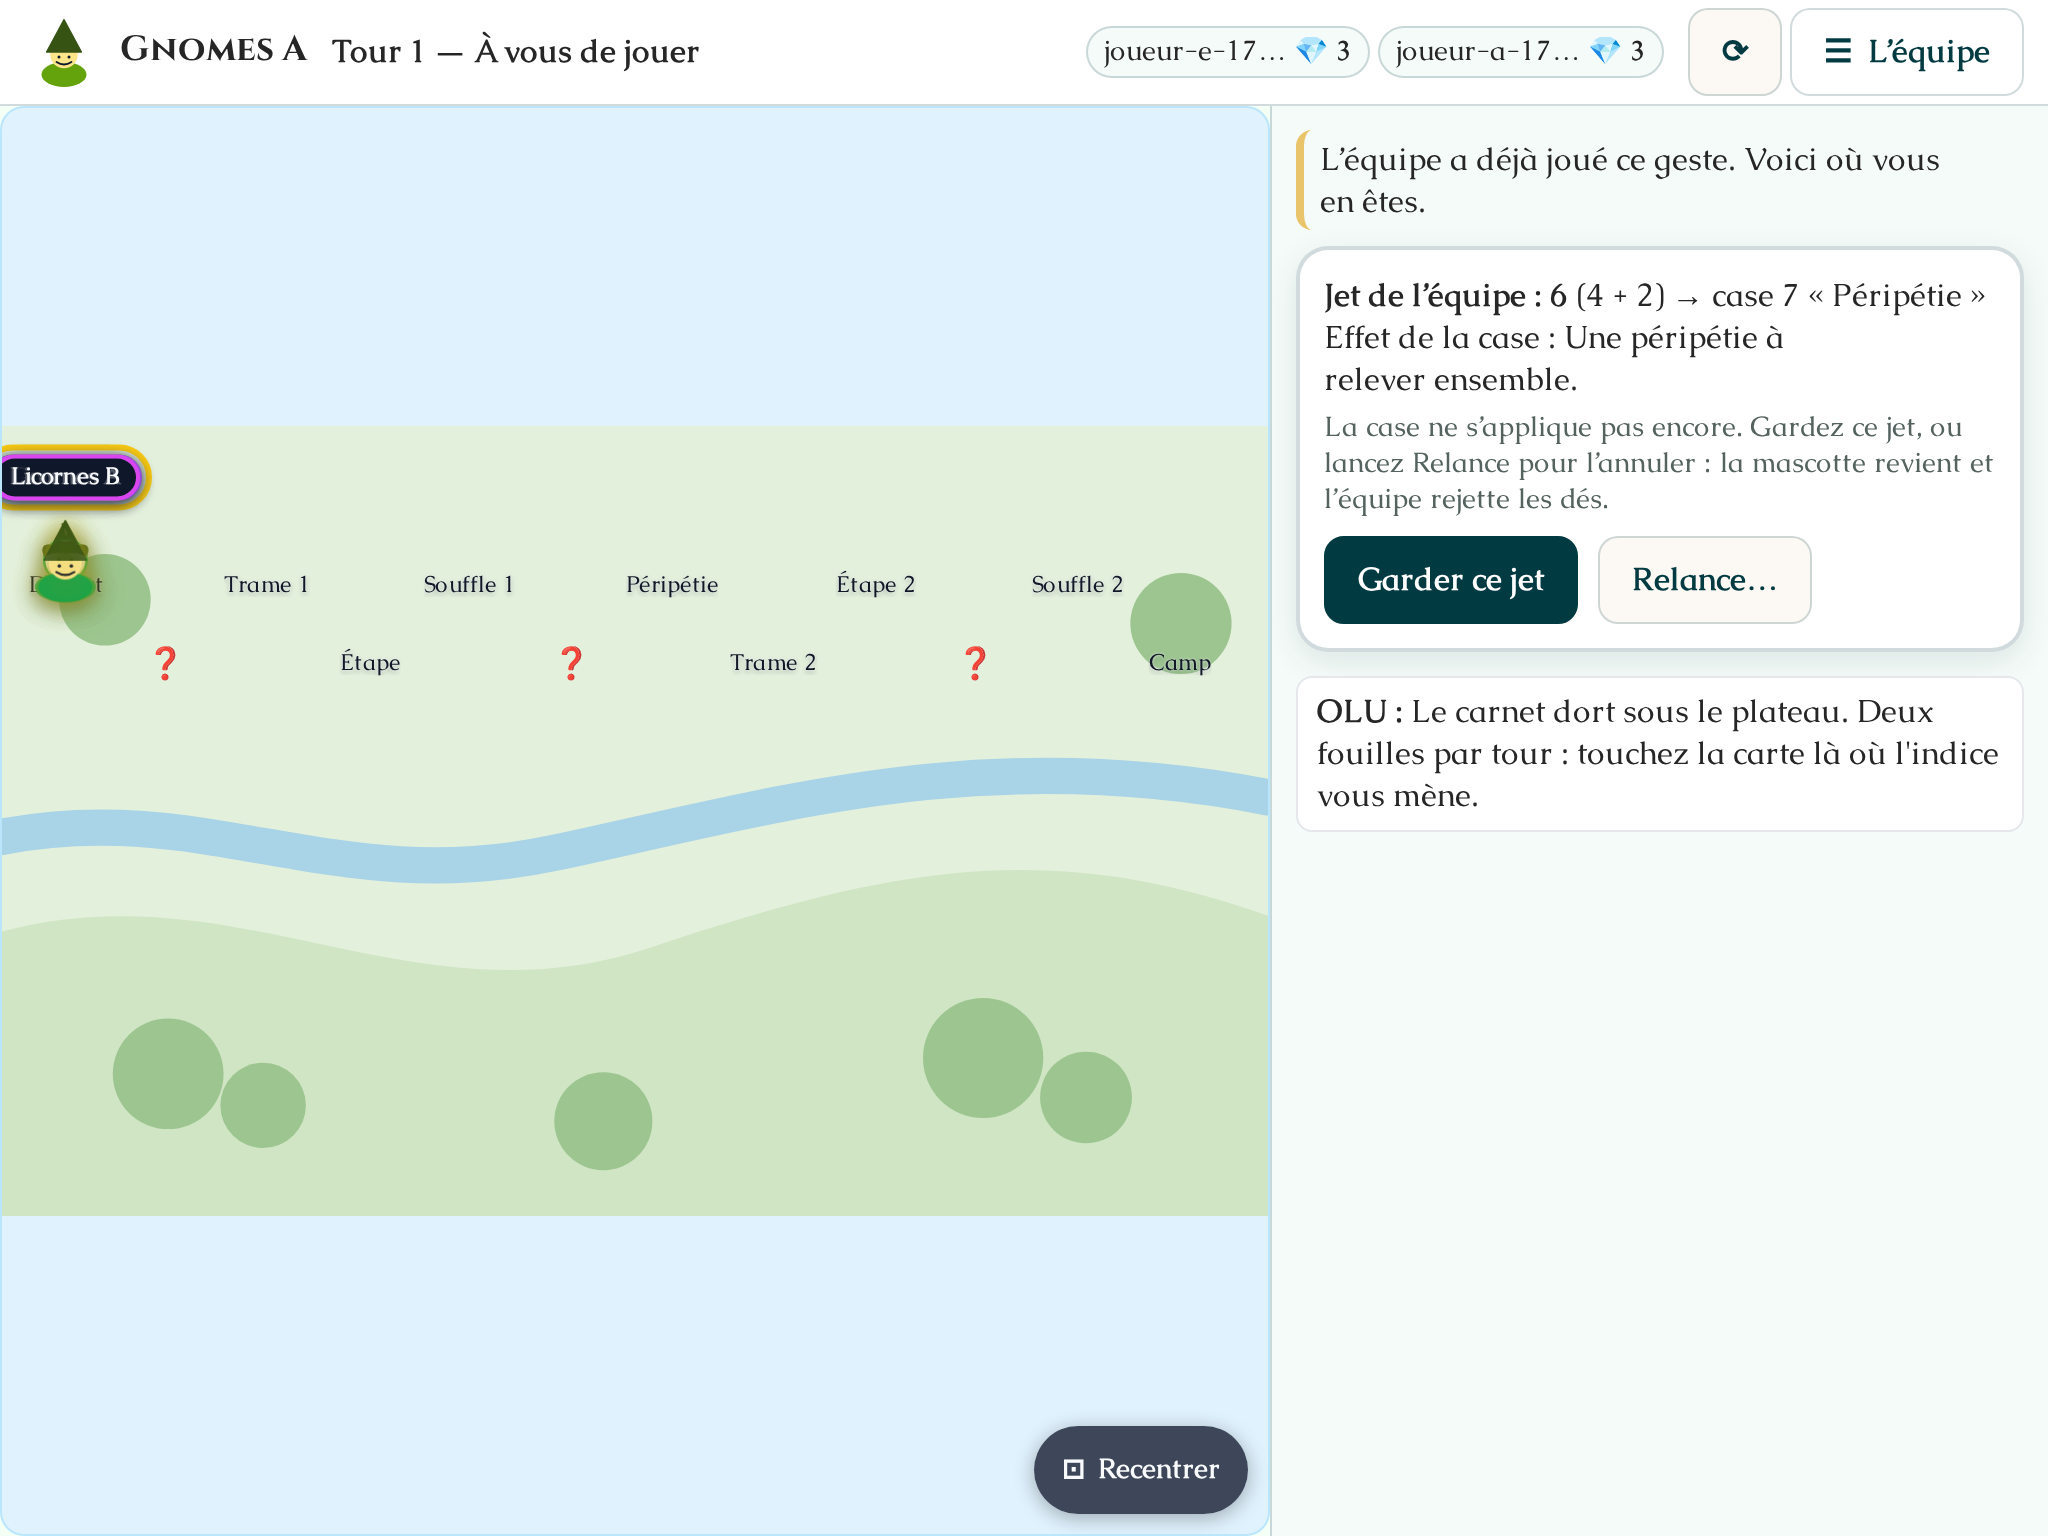 GNOMES A Tour 1 — À vous de jouer
joueur-e-17… 💎 3
joueur-a-17… 💎 3
⟳
☰ L’équipe
Licornes B
Trame 1
Souffle 1
Péripétie
Étape 2
Souffle 2
❓
Étape
❓
Trame 2
❓
Camp
Recentrer
L’équipe a déjà joué ce geste. Voici où vous
en êtes.
Jet de l’équipe : 6 (4 + 2) → case 7 « Péripétie »
Effet de la case : Une péripétie à
relever ensemble.
La case ne s’applique pas encore. Gardez ce jet, ou
lancez Relance pour l’annuler : la mascotte revient et
l’équipe rejette les dés.
Garder ce jet
Relance…
OLU : Le carnet dort sous le plateau. Deux
fouilles par tour : touchez la carte là où l'indice
vous mène.